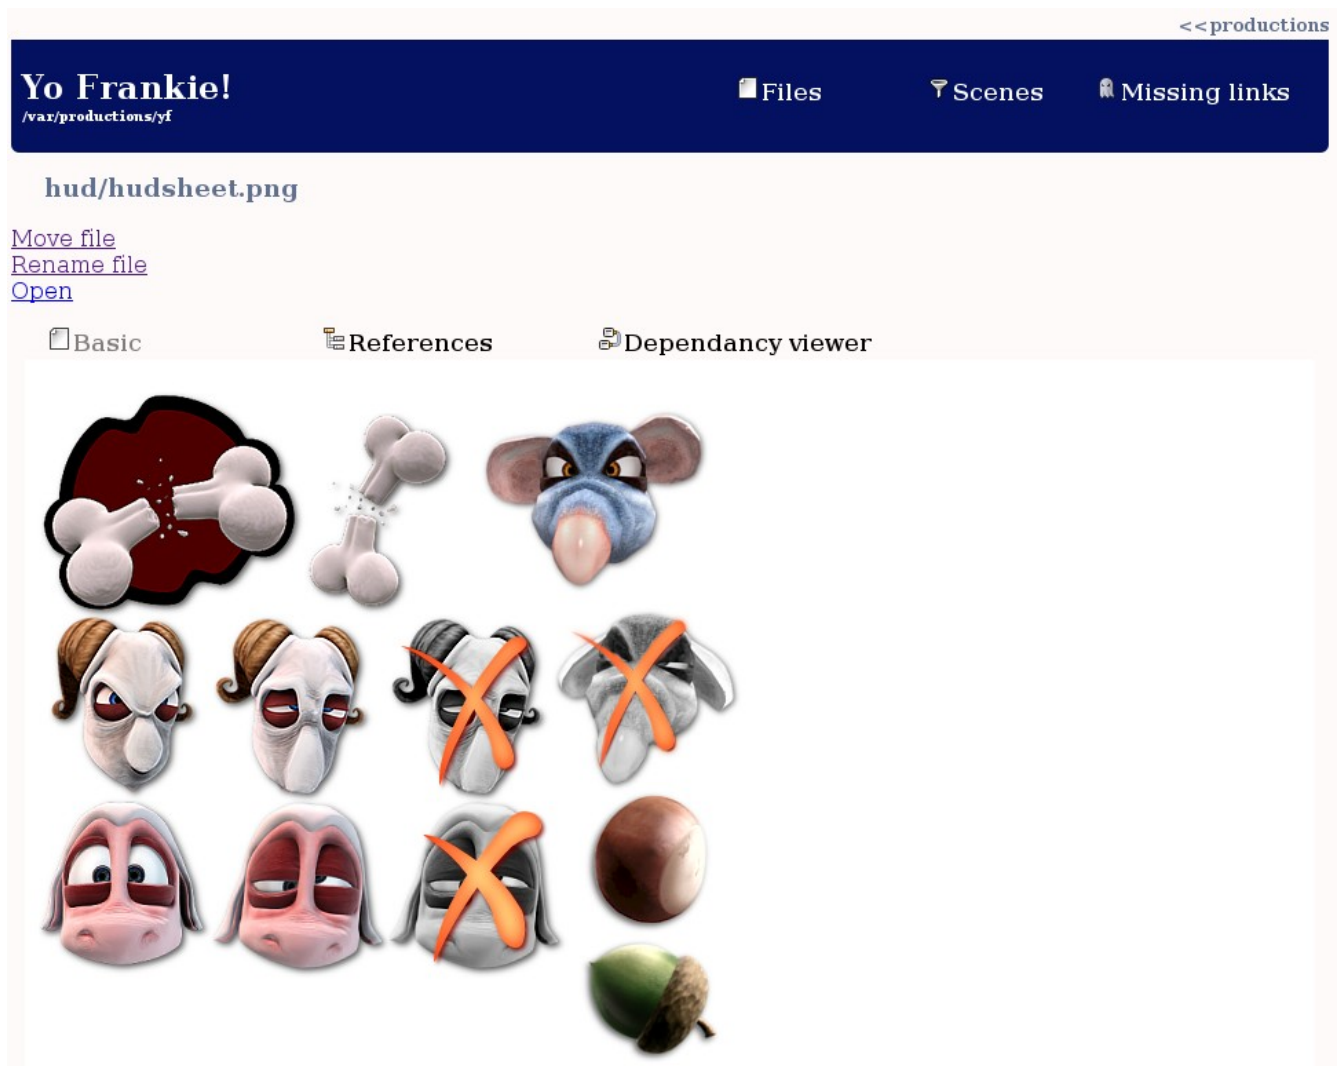 <<productions
Yo Frankie!
/var/productions/yf
Files
Scenes
Missing links
hud/hudsheet.png
Move file
Rename file
Open
Basic
References
Dependancy viewer